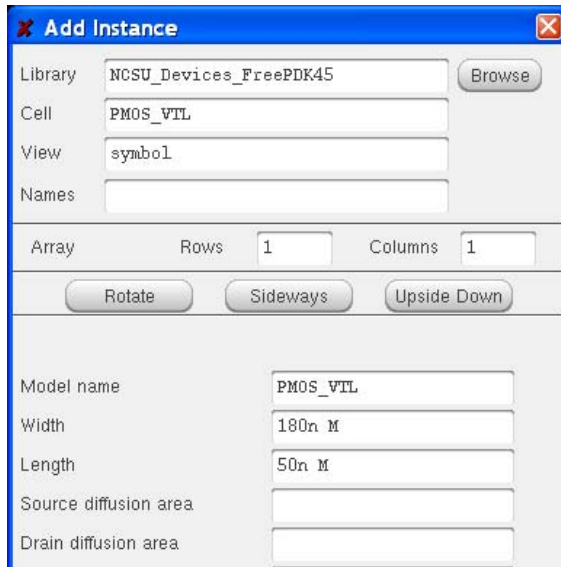 Add Instance
Library NCSU_Devices_FreePDK45 Browse
Cell PMOS_VTL
View symbol
Names
Array Rows 1 Columns 1
Rotate Sideways Upside Down
Model name PMOS_VTL
Width 180n M
Length 50n M
Source diffusion area
Drain diffusion area